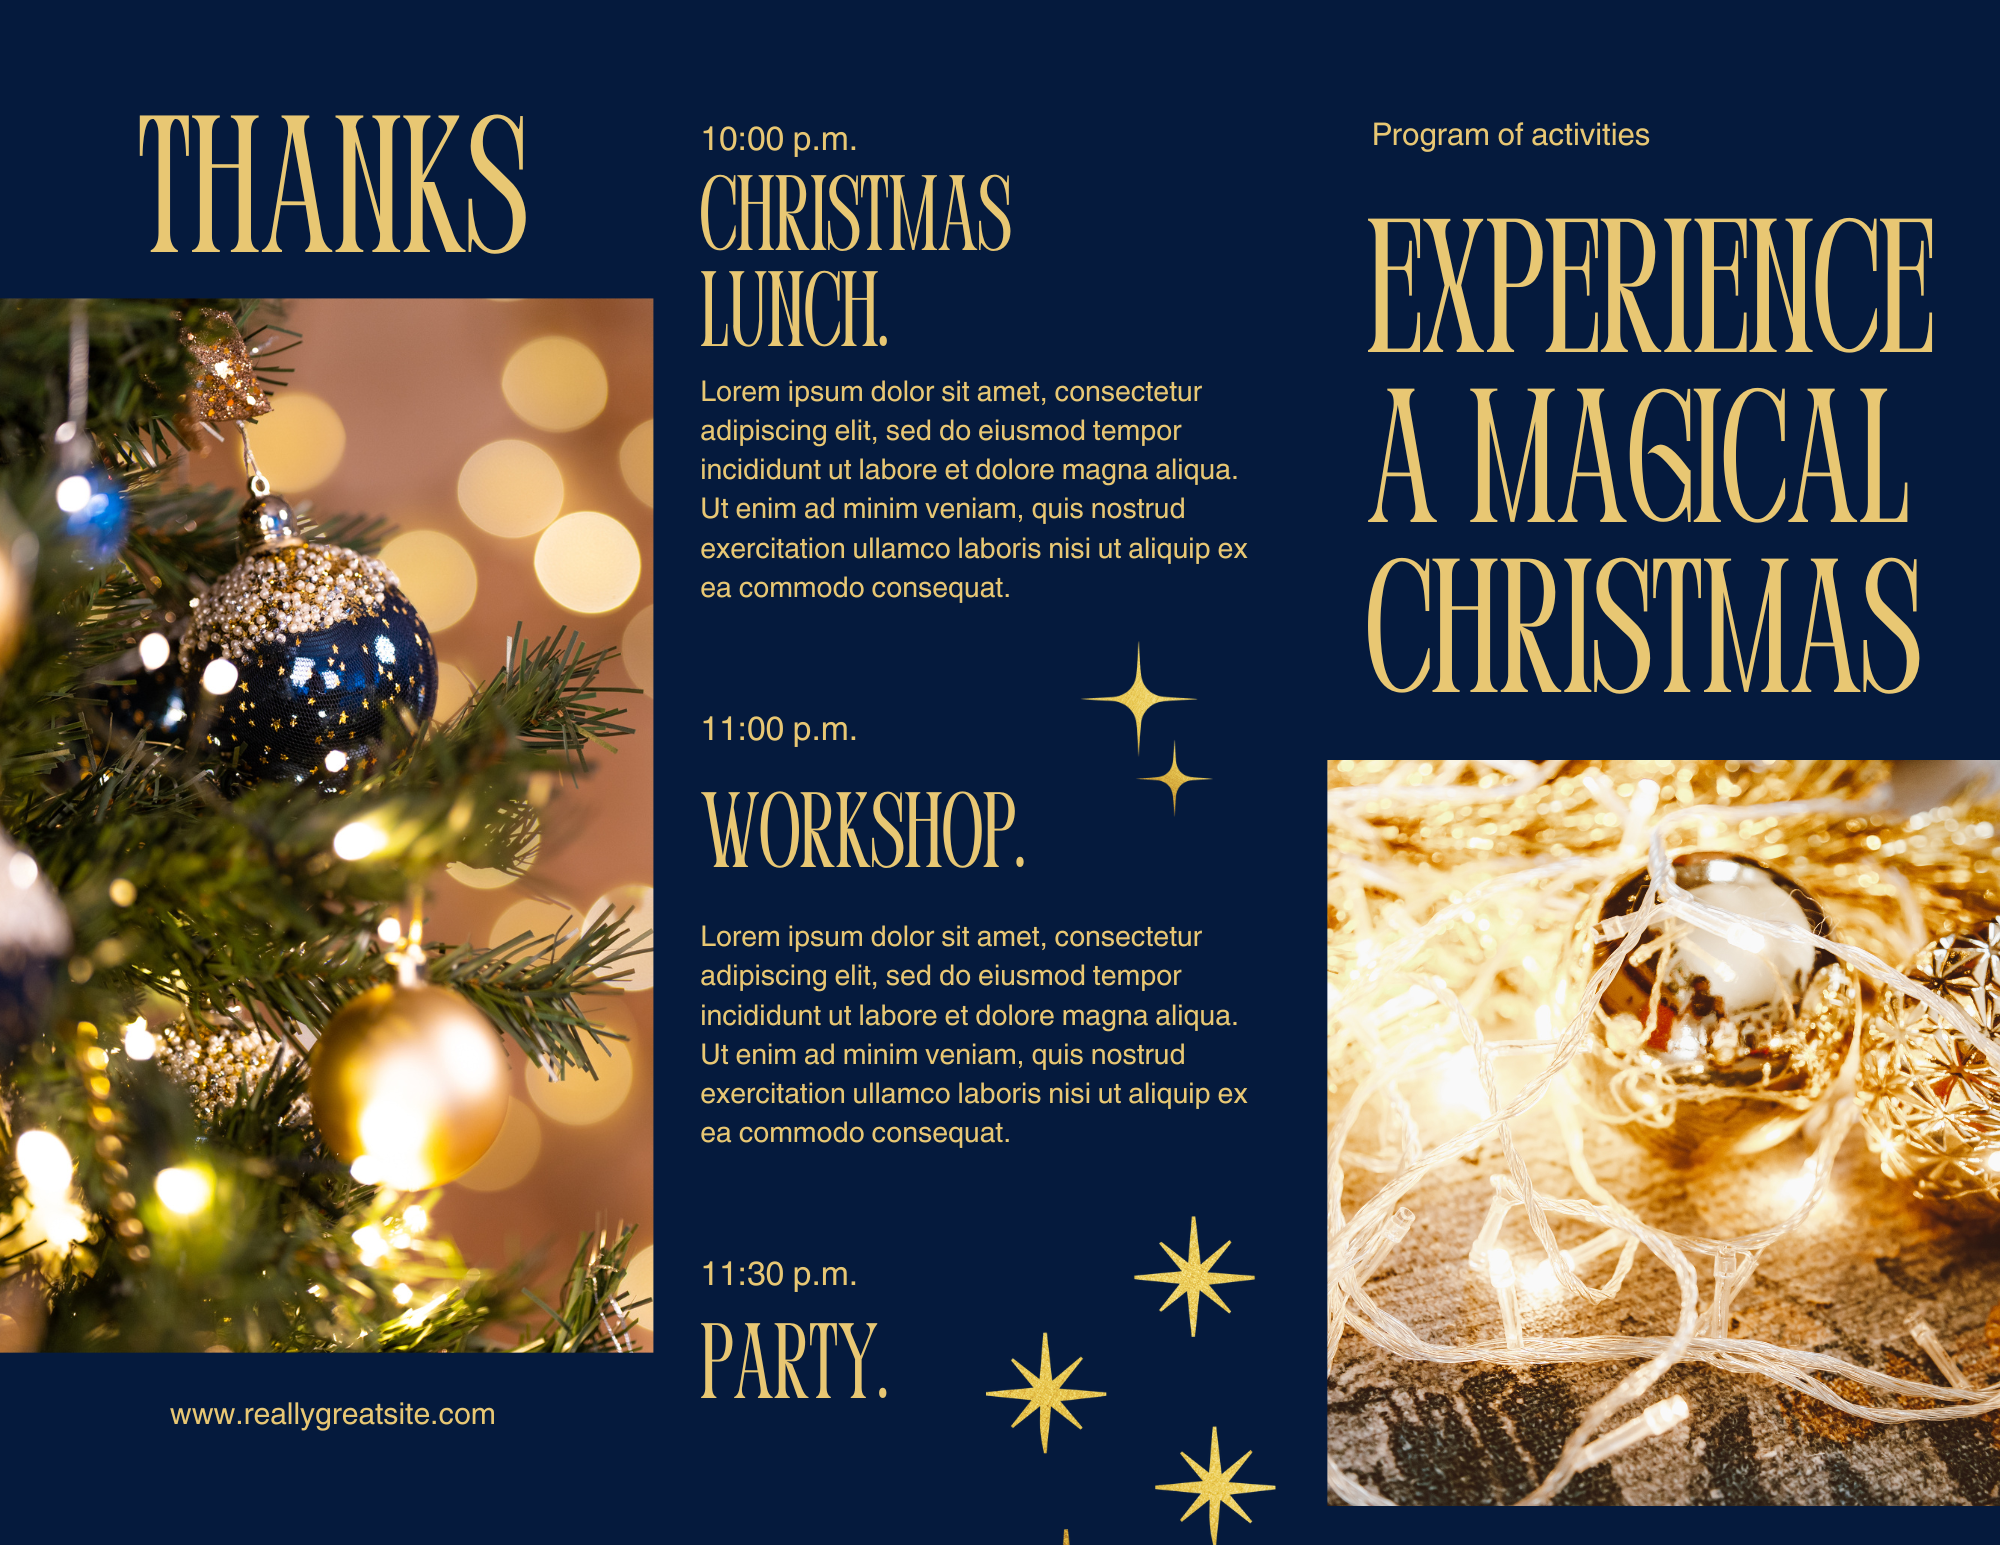 THANKS
www.reallygreatsite.com
10:00 p.m.
CHRISTMAS
LUNCH.
Lorem ipsum dolor sit amet, consectetur
adipiscing elit, sed do eiusmod tempor
incididunt ut labore et dolore magna aliqua.
Ut enim ad minim veniam, quis nostrud
exercitation ullamco laboris nisi ut aliquip ex
ea commodo consequat.
11:00 p.m.
WORKSHOP.
Lorem ipsum dolor sit amet, consectetur
adipiscing elit, sed do eiusmod tempor
incididunt ut labore et dolore magna aliqua.
Ut enim ad minim veniam, quis nostrud
exercitation ullamco laboris nisi ut aliquip ex
ea commodo consequat.
11:30 p.m.
PARTY.
Program of activities
EXPERIENCE
A MAGICAL
CHRISTMAS